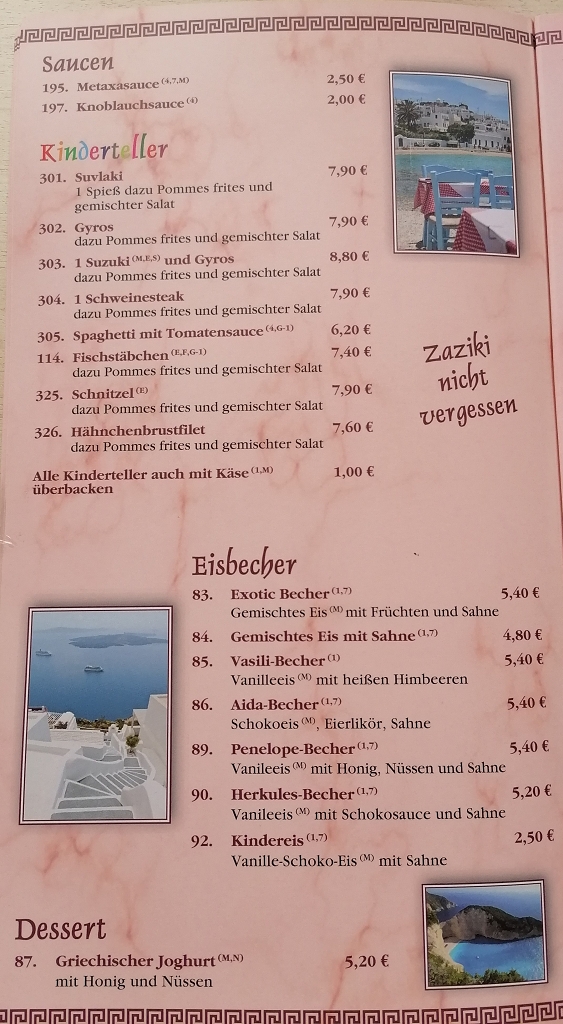 Saucen
195. Metaxasauce (4,7,M) 2,50 €
197. Knoblauchsauce (4) 2,00 €
Kinderteller
301. Suvlaki 7,90 €
1 Spieß dazu Pommes frites und
gemischter Salat
302. Gyros 7,90 €
dazu Pommes frites und gemischter Salat
303. 1 Suzuki (M,E,S) und Gyros 8,80 €
dazu Pommes frites und gemischter Salat
304. 1 Schweinesteak 7,90 €
dazu Pommes frites und gemischter Salat
305. Spaghetti mit Tomatensauce (4,G-1) 6,20 €
114. Fischstäbchen (E,F,G-1) 7,40 €
dazu Pommes frites und gemischter Salat
325. Schnitzel (E) 7,90 €
dazu Pommes frites und gemischter Salat
326. Hähnchenbrustfilet 7,60 €
dazu Pommes frites und gemischter Salat
Alle Kinderteller auch mit Käse (1,M) 1,00 €
überbacken
Zaziki
nicht
vergessen
Eisbecher
83. Exotic Becher (1,7) 5,40 €
Gemischtes Eis (M) mit Früchten und Sahne
84. Gemischtes Eis mit Sahne (1,7) 4,80 €
85. Vasili-Becher (1) 5,40 €
Vanilleeis (M) mit heißen Himbeeren
86. Aida-Becher (1,7) 5,40 €
Schokoeis (M), Eierlikör, Sahne
89. Penelope-Becher (1,7) 5,40 €
Vanileeis (M) mit Honig, Nüssen und Sahne
90. Herkules-Becher (1,7) 5,20 €
Vanileeis (M) mit Schokosauce und Sahne
92. Kindereis (1,7) 2,50 €
Vanille-Schoko-Eis (M) mit Sahne
Dessert
87. Griechischer Joghurt (M,N) 5,20 €
mit Honig und Nüssen